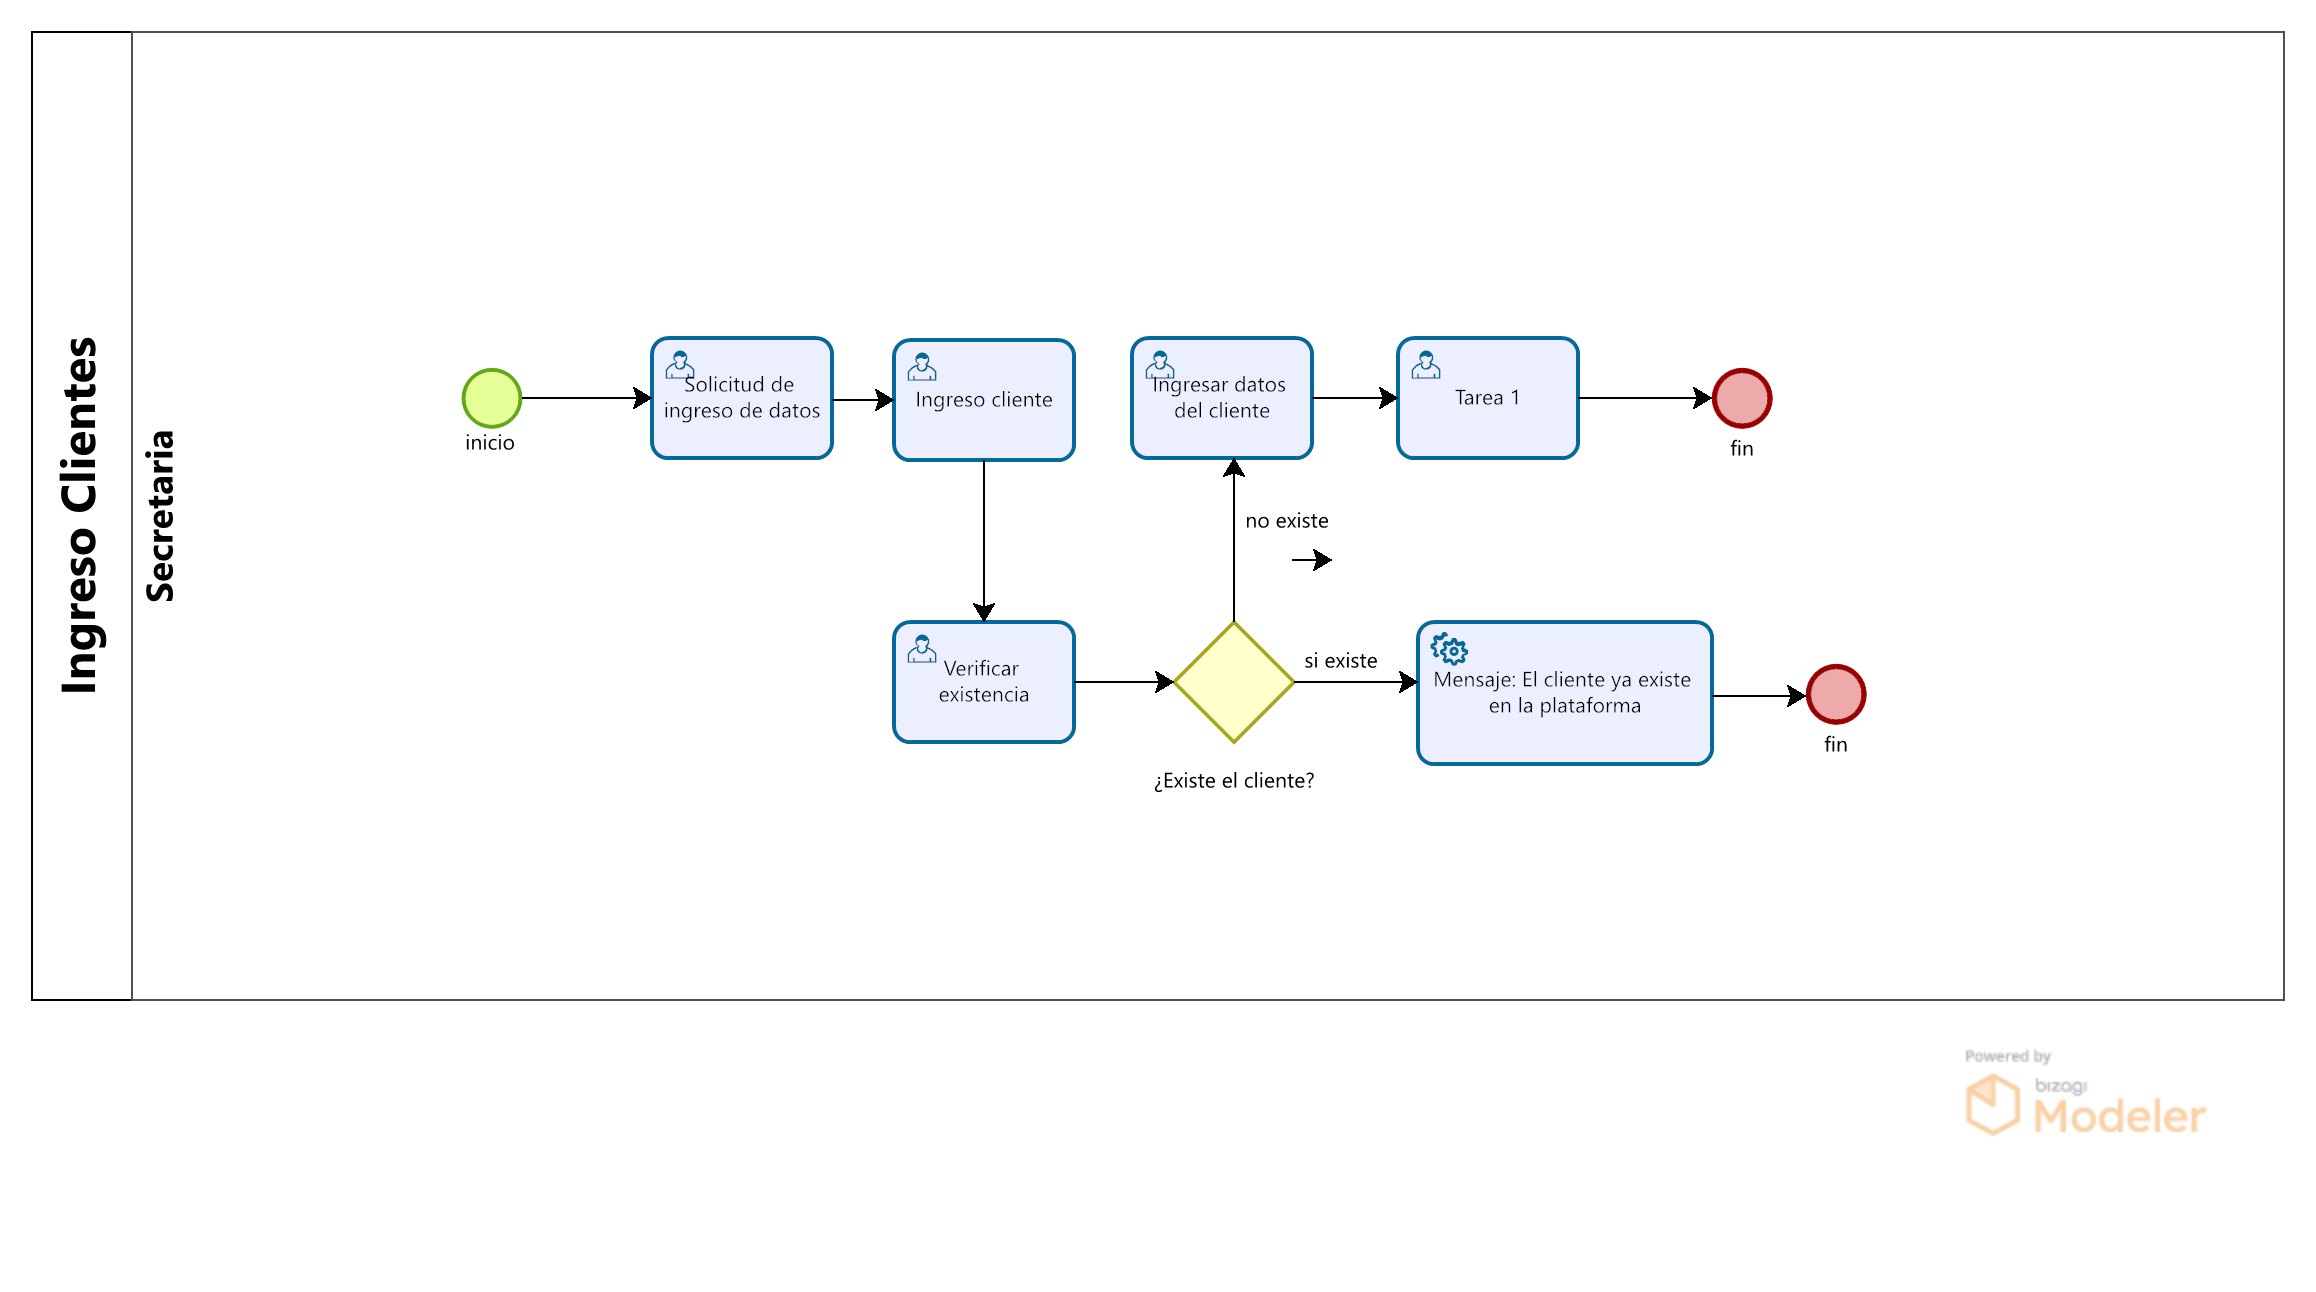 Ingreso Clientes
Secretaria
inicio
Solicitud de
ingreso de datos
Ingreso cliente
Ingresar datos
del cliente
Tarea 1
fin
no existe
Verificar
existencia
si existe
¿Existe el cliente?
Mensaje: El cliente ya existe
en la plataforma
fin
Powered by
bizagi
Modeler